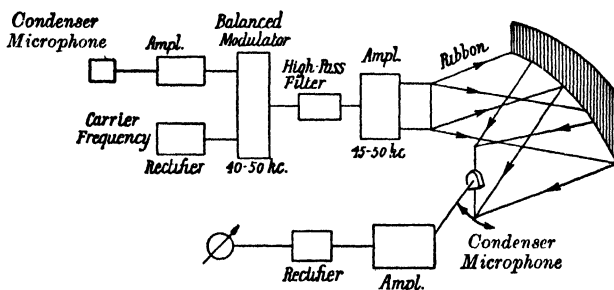 Condenser
Microphone
Ampl.
Balanced
Modulator
High-Pass
Filter
Ampl.
Ribbon
Carrier
Frequency
Rectifier
40-50 kc.
45-50 kc
Rectifier
Ampl.
Condenser
Microphone